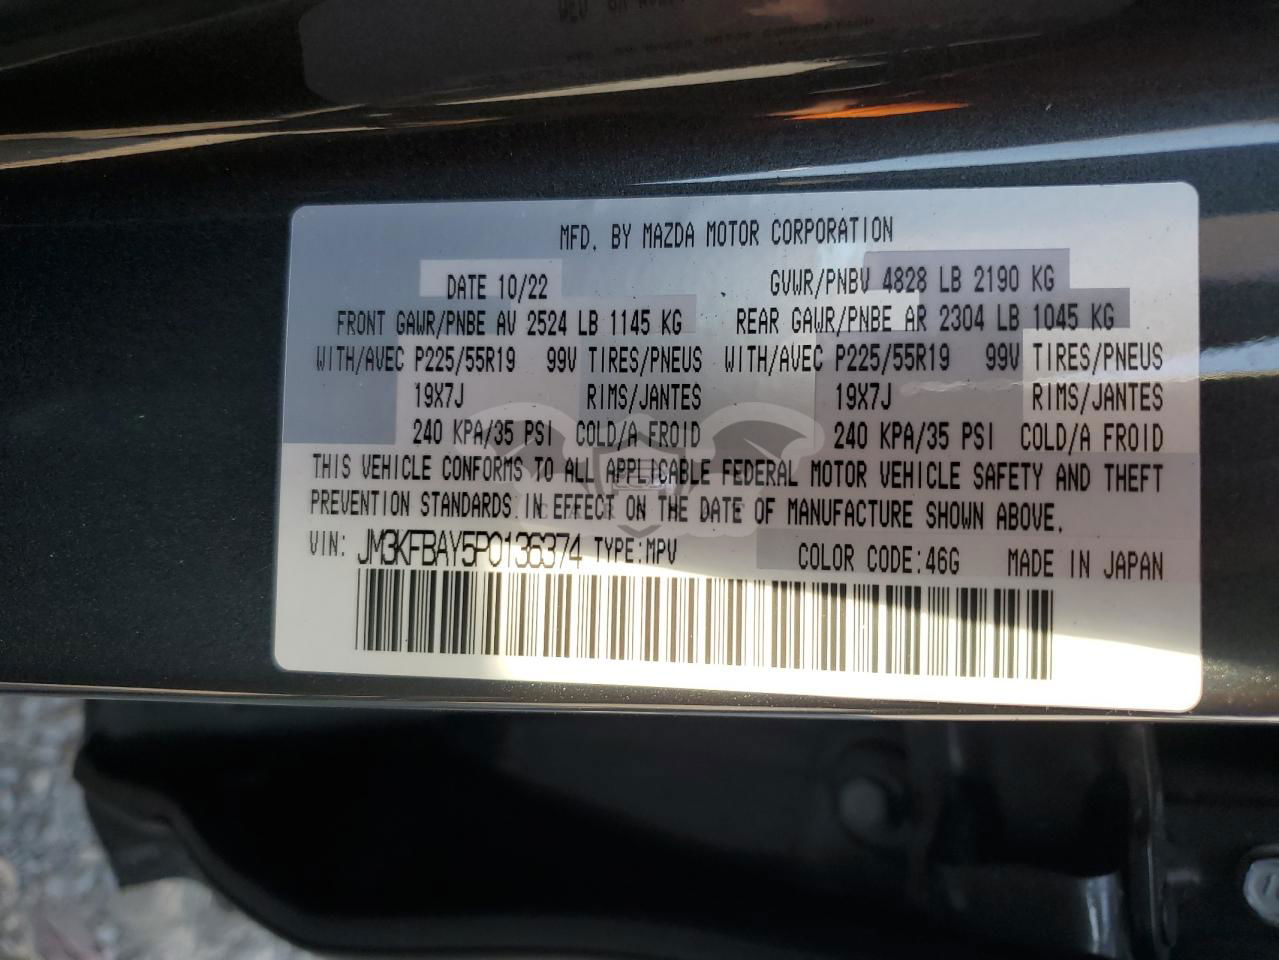 MFD. BY MAZDA MOTOR CORPORATION
DATE 10/22 GVWR/PNBV 4828 LB 2190 KG
FRONT GAWR/PNBE AV 2524 LB 1145 KG REAR GAWR/PNBE AR 2304 LB 1045 KG
WITH/AVEC P225/55R19 99V TIRES/PNEUS WITH/AVEC P225/55R19 99V TIRES/PNEUS
19X7J RIMS/JANTES 19X7J RIMS/JANTES
240 KPA/35 PSI COLD/A FROID 240 KPA/35 PSI COLD/A FROID
THIS VEHICLE CONFORMS TO ALL APPLICABLE FEDERAL MOTOR VEHICLE SAFETY AND THEFT
PREVENTION STANDARDS IN EFFECT ON THE DATE OF MANUFACTURE SHOWN ABOVE.
VIN: JM3KFBAY5P0136374 TYPE:MPV COLOR CODE:46G MADE IN JAPAN